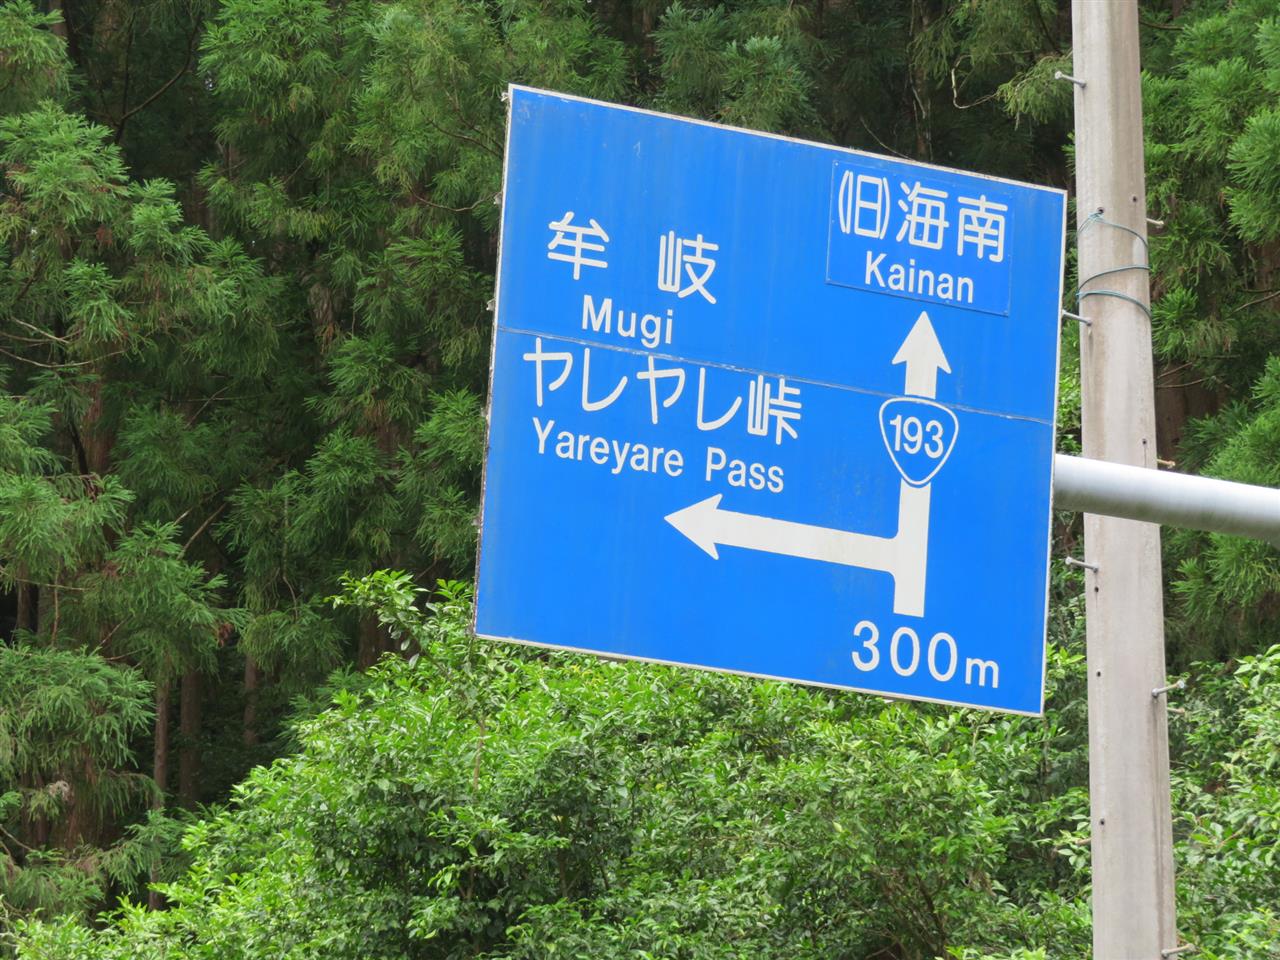 (旧)海南
Kainan
牟岐
Mugi
ヤレヤレ峠
Yareyare Pass
193
300m